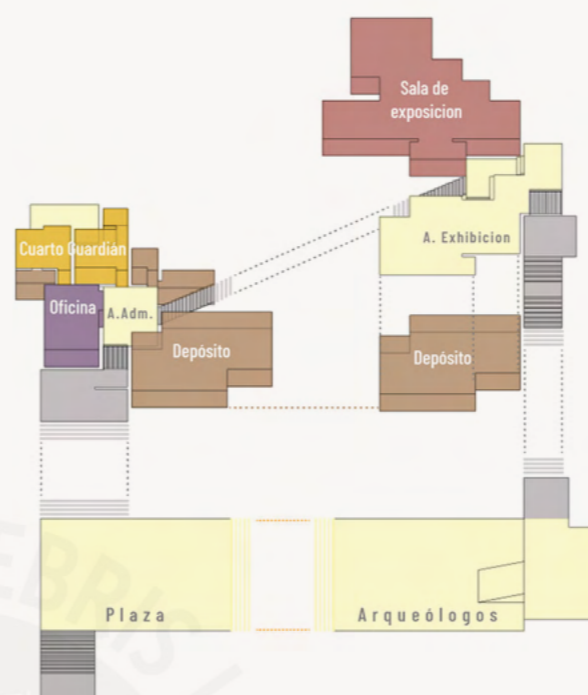 Sala de
exposicion
Cuarto Guardián
A. Exhibicion
Oficina
A.Adm.
Depósito
Depósito
Plaza
Arqueólogos